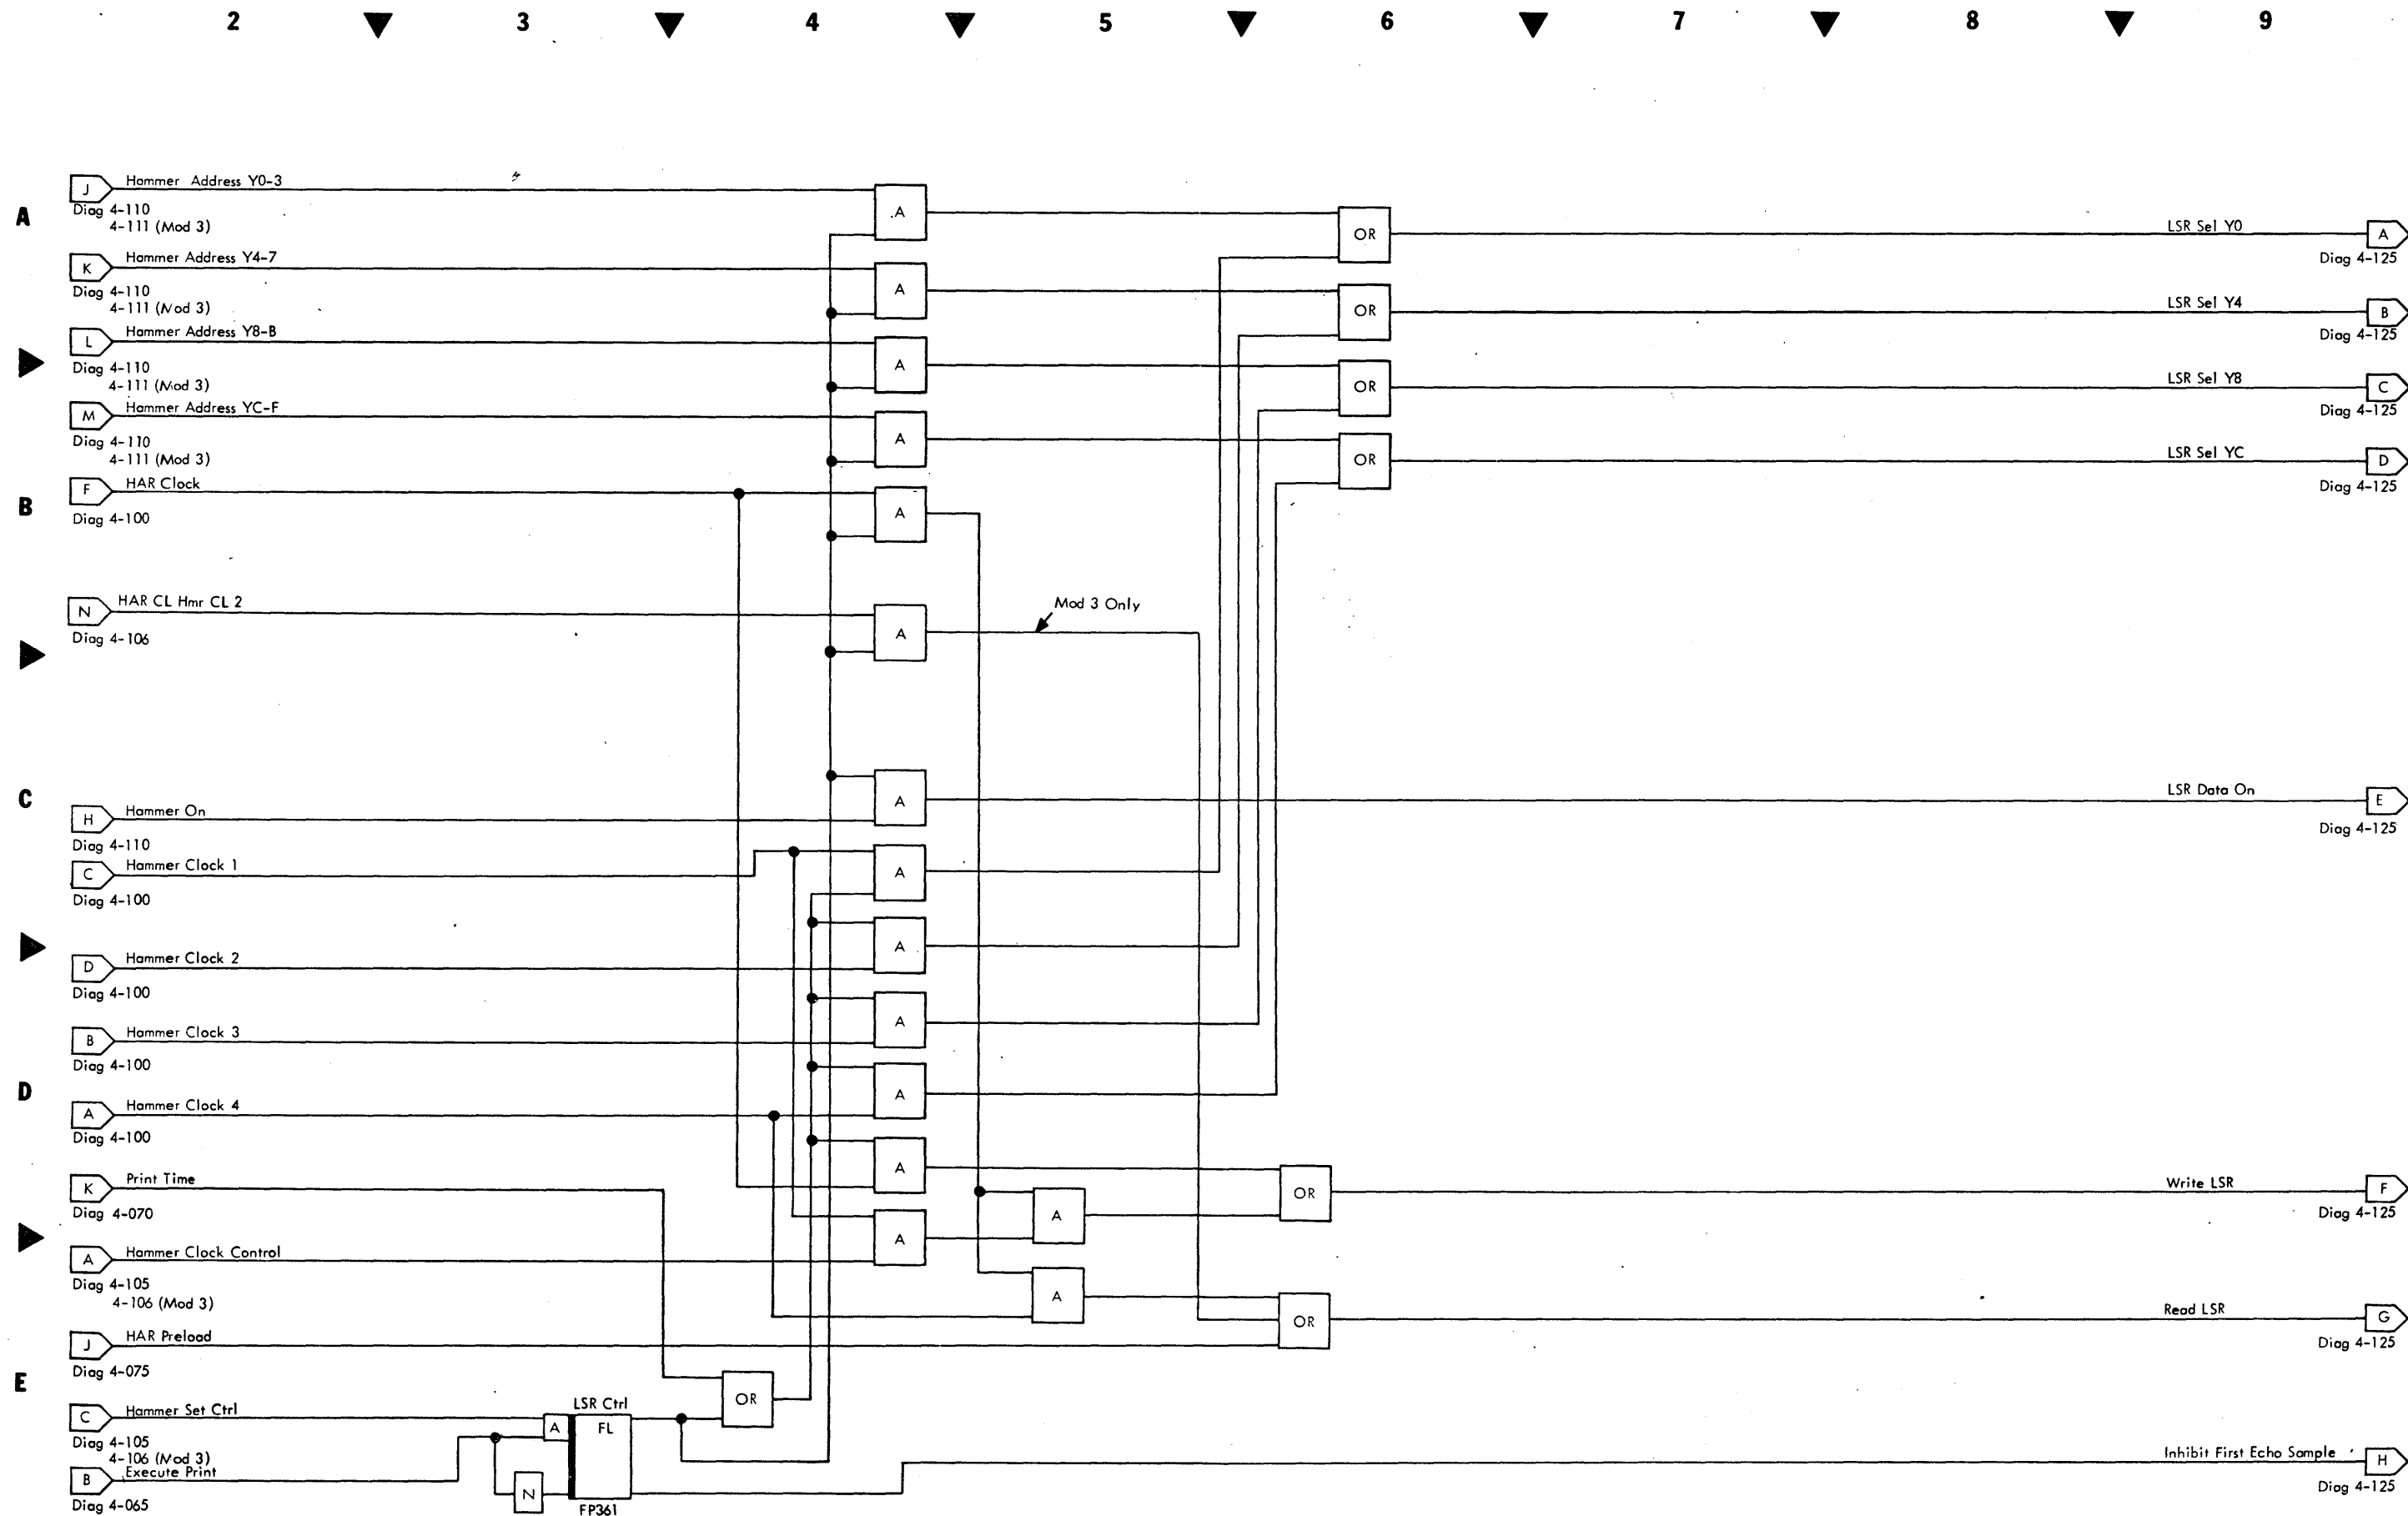 2 3 4 5 6 7 8 9
A
J Hammer Address Y0-3
Diag 4-110
4-111 (Mod 3)
A
OR
LSR Sel Y0 A
Diag 4-125
K Hammer Address Y4-7
Diag 4-110
4-111 (Mod 3)
A
OR
LSR Sel Y4 B
Diag 4-125
L Hammer Address Y8-B
Diag 4-110
4-111 (Mod 3)
A
OR
LSR Sel Y8 C
Diag 4-125
M Hammer Address YC-F
Diag 4-110
4-111 (Mod 3)
A
OR
LSR Sel YC D
Diag 4-125
B
F HAR Clock
Diag 4-100
A
N HAR CL Hmr CL 2
Diag 4-106
A
Mod 3 Only
C
H Hammer On
Diag 4-110
A
LSR Data On E
Diag 4-125
C Hammer Clock 1
Diag 4-100
A
D Hammer Clock 2
Diag 4-100
A
B Hammer Clock 3
Diag 4-100
A
D
A Hammer Clock 4
Diag 4-100
A
K Print Time
Diag 4-070
A
A
OR
Write LSR F
Diag 4-125
A Hammer Clock Control
Diag 4-105
4-106 (Mod 3)
A
A
OR
Read LSR G
Diag 4-125
J HAR Preload
Diag 4-075
E
OR
C Hammer Set Ctrl
Diag 4-105
4-106 (Mod 3)
LSR Ctrl
A FL
B Execute Print
Diag 4-065
N
FP361
Inhibit First Echo Sample H
Diag 4-125